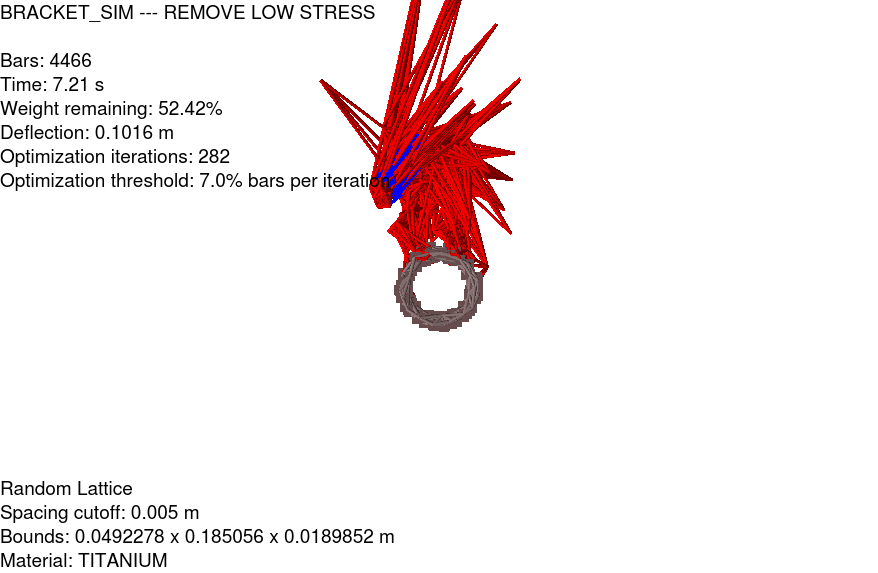 BRACKET_SIM --- REMOVE LOW STRESS
Bars: 4466
Time: 7.21 s
Weight remaining: 52.42%
Deflection: 0.1016 m
Optimization iterations: 282
Optimization threshold: 7.0% bars per iteration
Random Lattice
Spacing cutoff: 0.005 m
Bounds: 0.0492278 x 0.185056 x 0.0189852 m
Material: TITANIUM